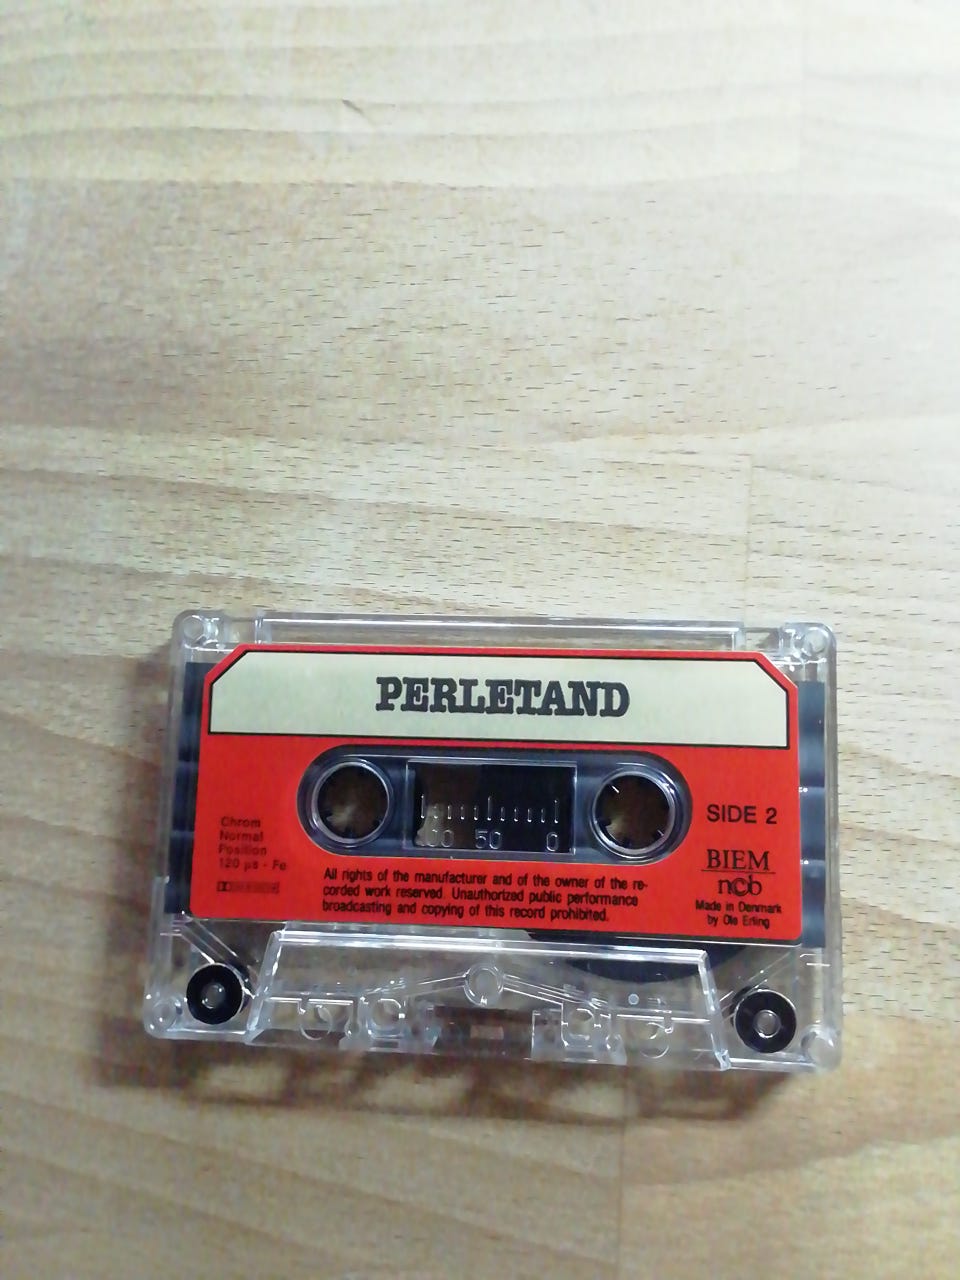 PERLETAND
50 0
SIDE 2
Chrom
Normal
Position
120 µs - Fe
All rights of the manufacturer and of the owner of the re-
corded work reserved. Unauthorized public performance
broadcasting and copying of this record prohibited.
BIEM
n©b
Made in Denmark
by Ole Erling